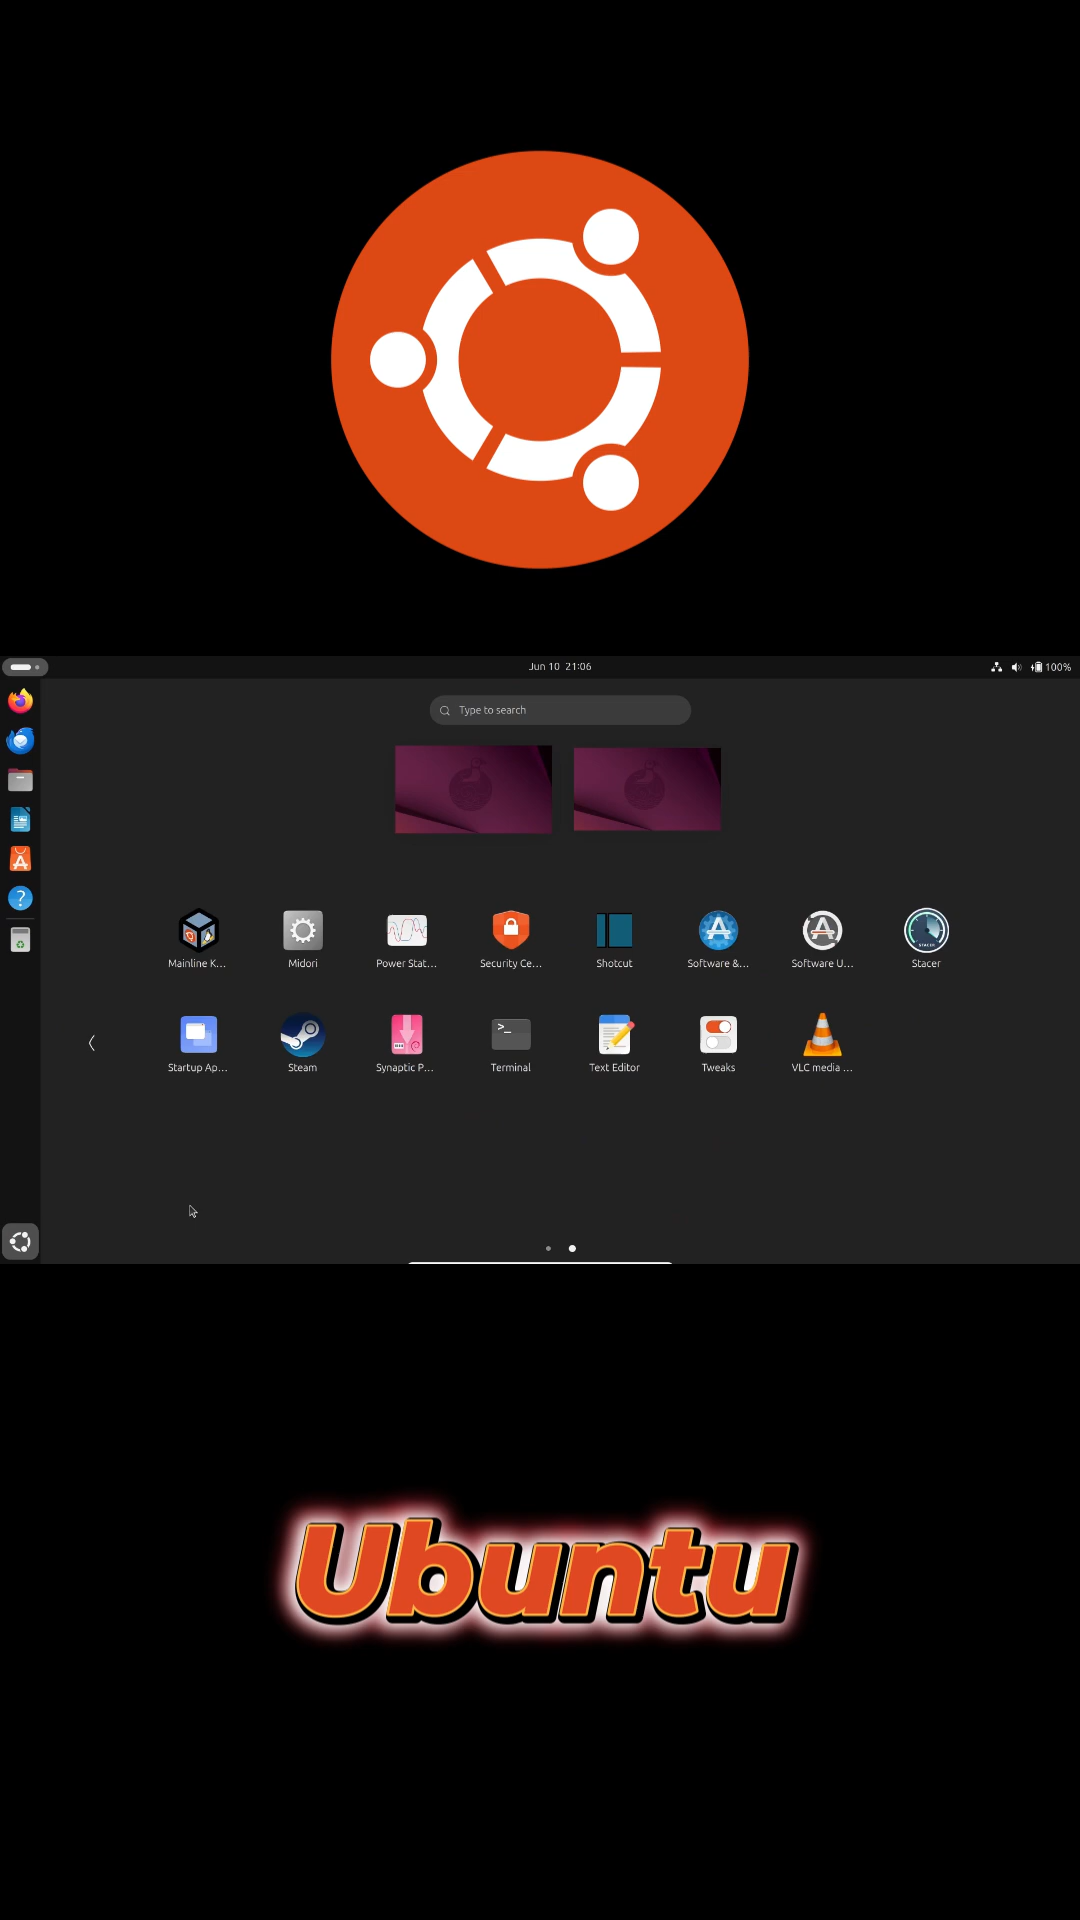 Jun 10 21:06
100%
Type to search
Mainline K...
Midori
Power Stat...
Security Ce...
Shotcut
Software &...
Software U...
Stacer
STACER
Startup Ap...
Steam
Synaptic P...
>_
Terminal
Text Editor
Tweaks
VLC media ...
Ubuntu